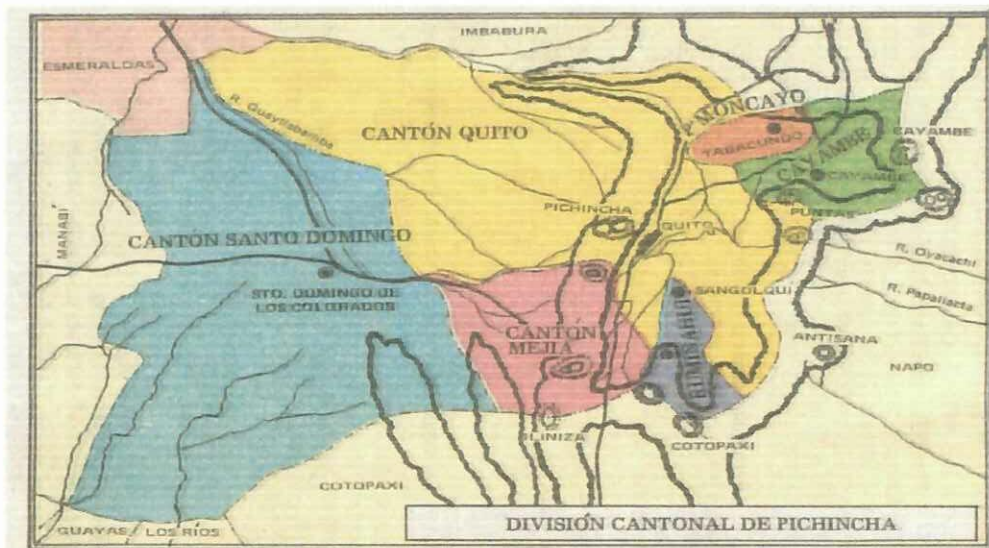 IMBABURA
ESMERALDAS
R. Guayllabamba
CANTÓN QUITO
P. MONCAYO
TABACUNDO
CAYAMBE
CAYAMBE
CAYAMBE
MANABÍ
PICHINCHA
QUITO
PUNTAS
CANTÓN SANTO DOMINGO
R. Oyacachi
STO. DOMINGO DE
LOS COLORADOS
SANGOLQUI
R. Papallacta
RUMIÑAHUI
CANTÓN
MEJIA
ANTISANA
NAPO
ILINIZA
COTOPAXI
COTOPAXI
GUAYAS
LOS RÍOS
DIVISIÓN CANTONAL DE PICHINCHA